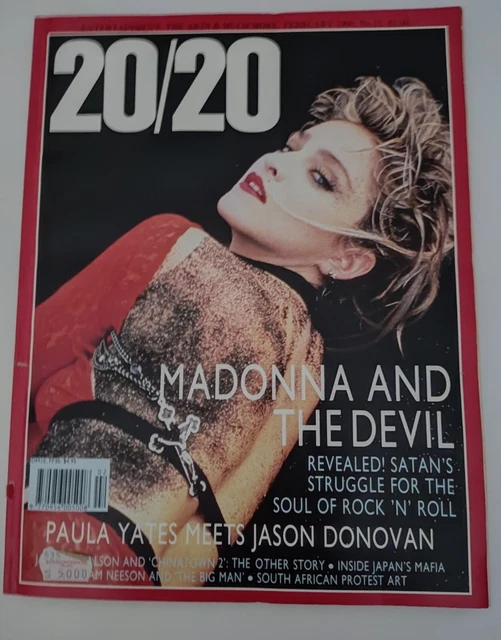 20/20
MADONNA AND
THE DEVIL
REVEALED! SATAN'S
STRUGGLE FOR THE
SOUL OF ROCK 'N' ROLL
PAULA YATES MEETS JASON DONOVAN
AND 'CHINATOWN 2': THE OTHER STORY • INSIDE JAPAN'S MAFIA
NEESON AND 'THE BIG MAN' • SOUTH AFRICAN PROTEST ART